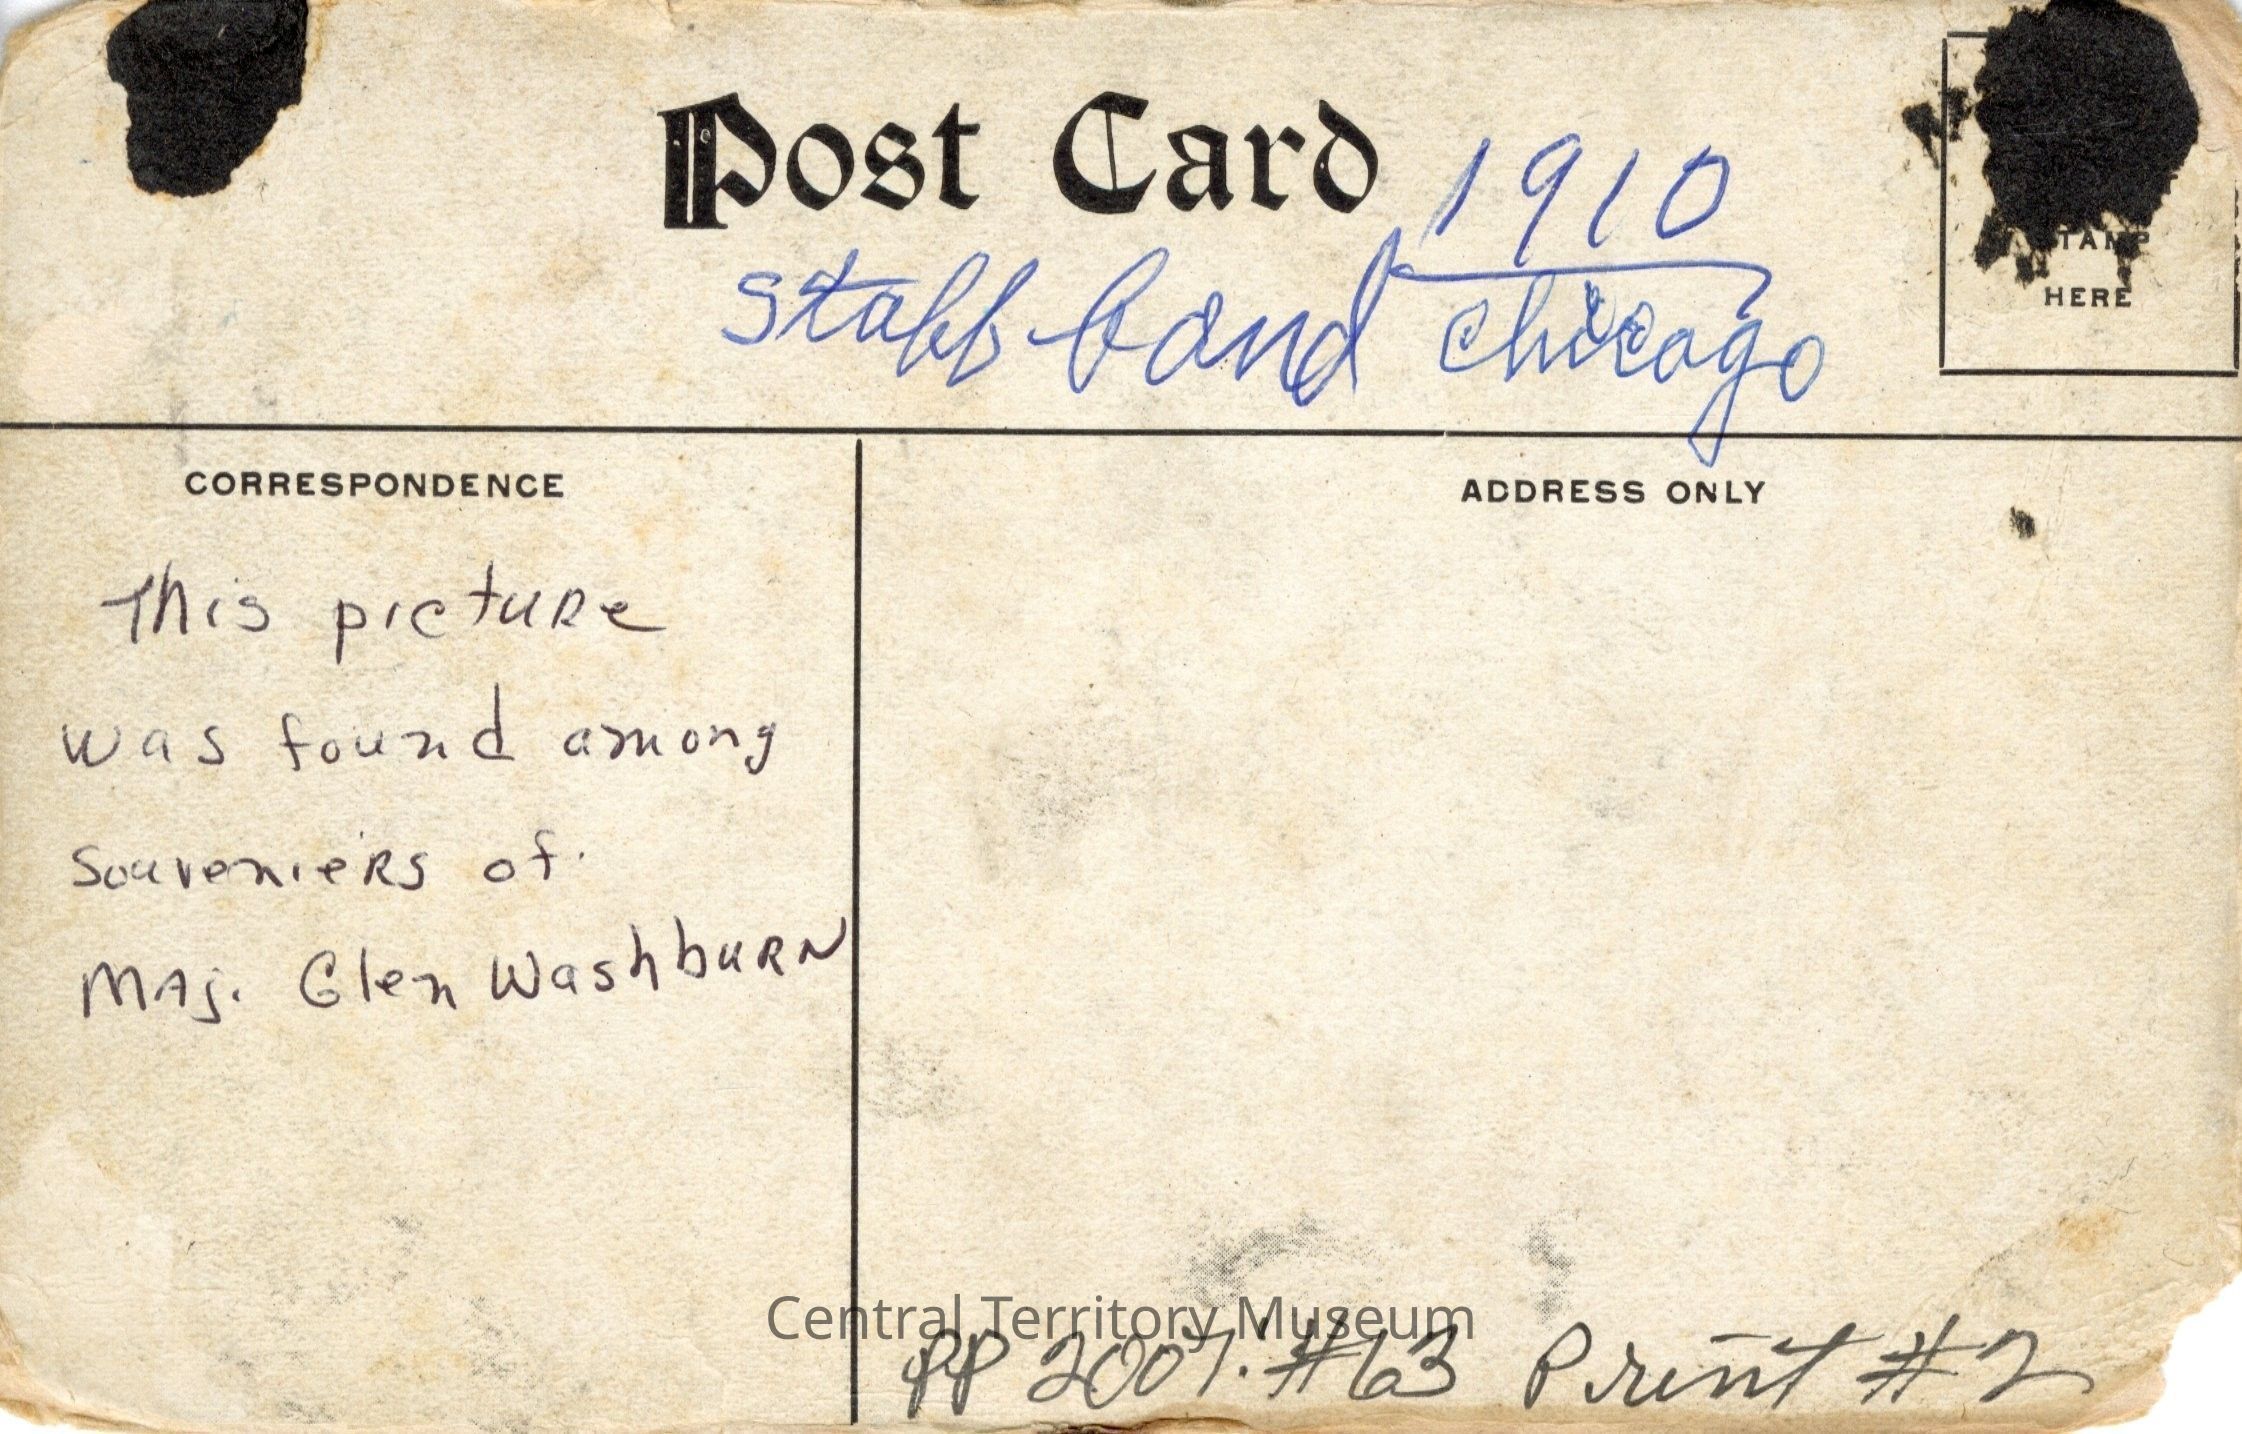 Post Card
1910
Staff band Chicago
STAMP
HERE
CORRESPONDENCE
ADDRESS ONLY
This picture
was found among
Souveniers of
Maj. Glen Washburn
Central Territory Museum
PP 2007. #63 Print #2